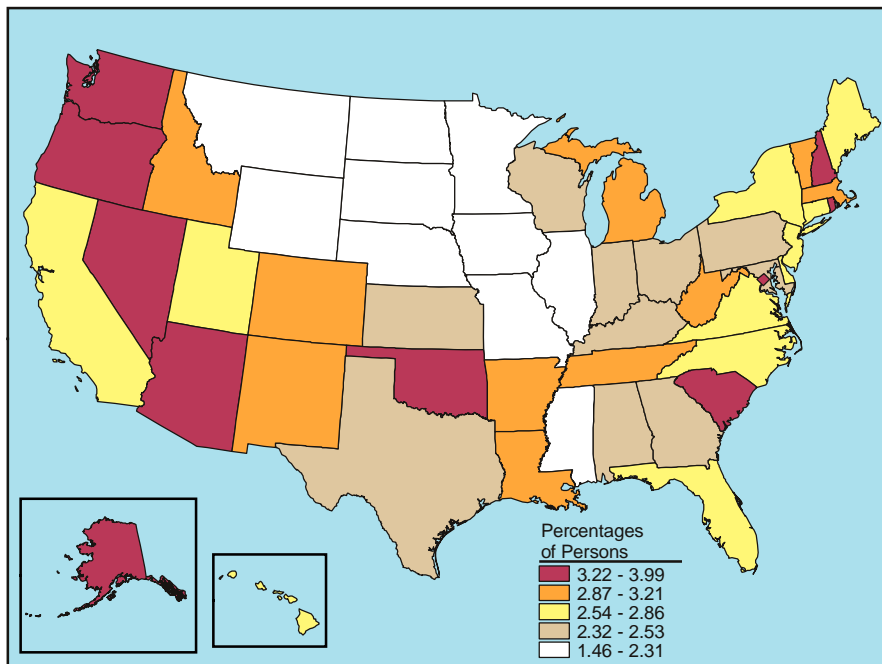 Percentages
of Persons
3.22 - 3.99
2.87 - 3.21
2.54 - 2.86
2.32 - 2.53
1.46 - 2.31